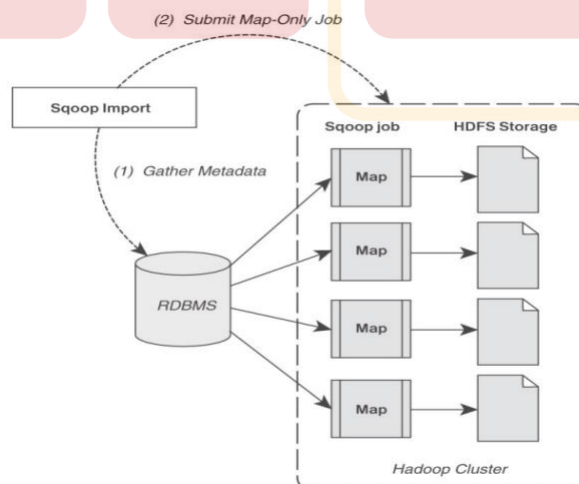 (2) Submit Map-Only Job
Sqoop Import
Sqoop job
HDFS Storage
(1) Gather Metadata
Map
RDBMS
Map
Map
Map
Hadoop Cluster